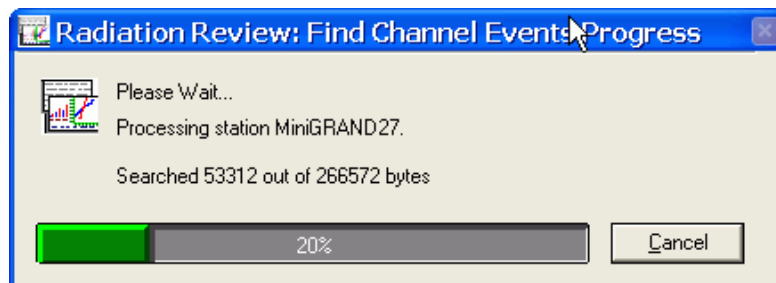 Radiation Review: Find Channel Events Progress
Please Wait...
Processing station MiniGRAND27.
Searched 53312 out of 266572 bytes
20%
Cancel